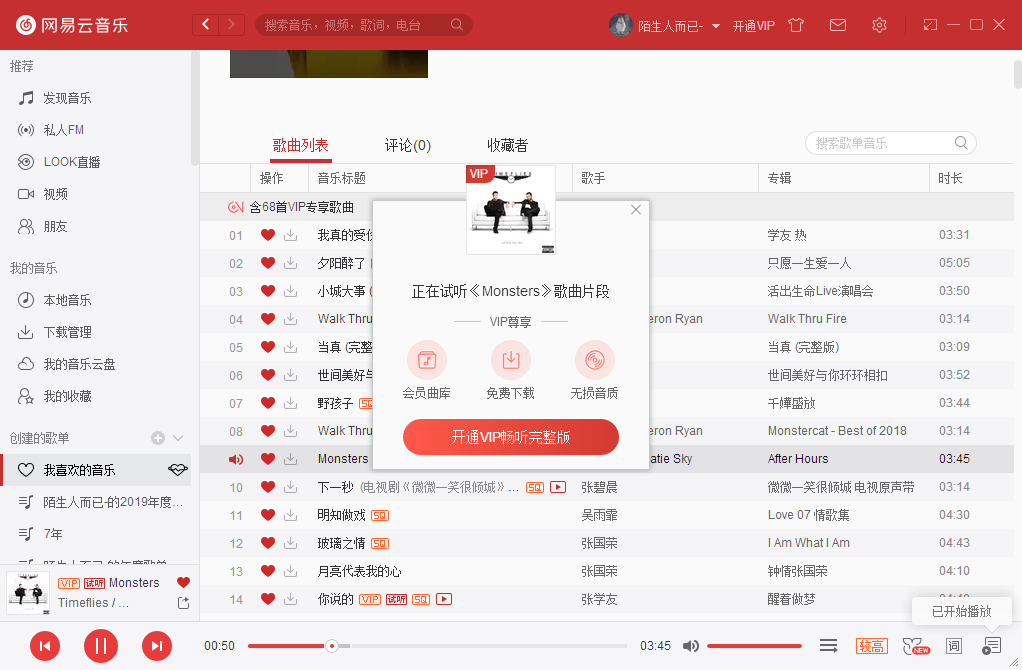 网易云音乐
搜索音乐，视频，歌词，电台
陌生人而已-
开通VIP
推荐
发现音乐
私人FM
LOOK直播
视频
朋友
我的音乐
本地音乐
下载管理
我的音乐云盘
我的收藏
创建的歌单
我喜欢的音乐
陌生人而已-的2019年度...
7年
VIP 试听 Monsters
Timeflies / ...
歌曲列表 评论(0) 收藏者
搜索歌单音乐
操作 音乐标题 歌手 专辑 时长
含68首VIP专享歌曲
01 我真的受 学友 热 03:31
02 夕阳醉了 只愿一生爱一人 05:05
03 小城大事 活出生命Live演唱会 03:50
04 Walk Thru eron Ryan Walk Thru Fire 03:14
05 当真 (完整 当真 (完整版) 03:09
06 世间美好与 世间美好与你环环相扣 03:52
07 野孩子 千嬅盛放 03:44
08 Walk Thru eron Ryan Monstercat - Best of 2018 03:14
Monsters atie Sky After Hours 03:45
10 下一秒 (电视剧《微微一笑很倾城》... SQ 张碧晨 微微一笑很倾城 电视原声带 03:14
11 明知做戏 SQ 吴雨霏 Love 07 情歌集 04:30
12 玻璃之情 SQ 张国荣 I Am What I Am 04:43
13 月亮代表我的心 张国荣 钟情张国荣 04:10
14 你说的 VIP 试听 SQ 张学友 醒着做梦
VIP
TIMEFLIES
正在试听《Monsters》歌曲片段
VIP尊享
会员曲库 免费下载 无损音质
开通VIP畅听完整版
已开始播放
00:50 03:45 较高 NEW 词